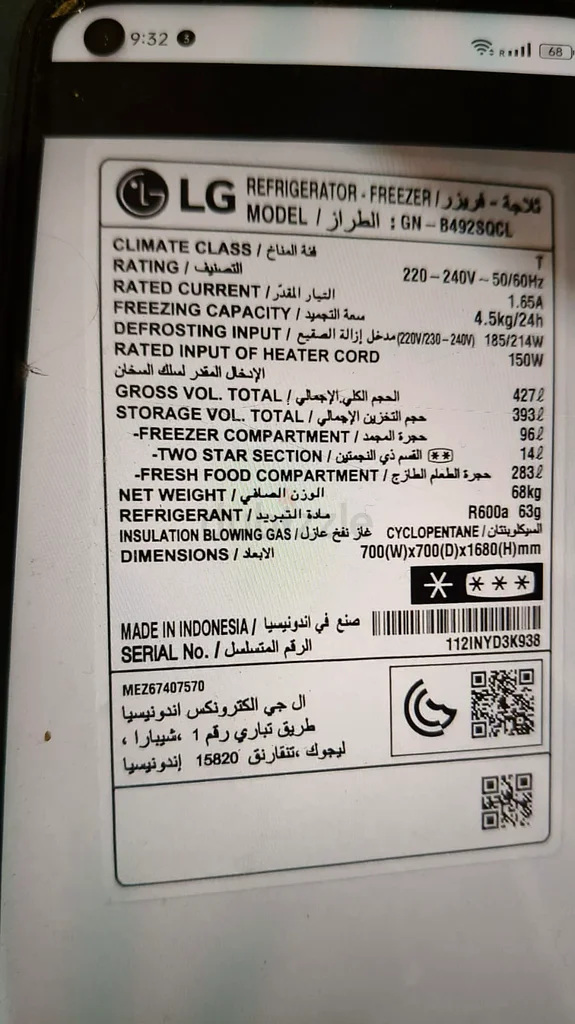 9:32 3 R 68
LG REFRIGERATOR - FREEZER / ثلاجة - فريزر
MODEL / الطراز : GN - B492SQCL
CLIMATE CLASS / فئة المناخ T
RATING / التصنيف 220 - 240V ~ 50/60Hz
RATED CURRENT / التيار المقدّر 1.65A
FREEZING CAPACITY / سعة التجميد 4.5kg/24h
DEFROSTING INPUT / مدخل إزالة الصقيع (220V/230 - 240V) 185/214W
RATED INPUT OF HEATER CORD 150W
الإدخال المقدر لسلك السخان
GROSS VOL. TOTAL / الحجم الكلي الإجمالي 427ℓ
STORAGE VOL. TOTAL / حجم التخزين الإجمالي 393ℓ
-FREEZER COMPARTMENT / حجرة المجمد 96ℓ
-TWO STAR SECTION / القسم ذي النجمتين (**) 14ℓ
-FRESH FOOD COMPARTMENT / حجرة الطعام الطازج 283ℓ
NET WEIGHT / الوزن الصافي 68kg
REFRIGERANT / مادة التبريد R600a 63g
INSULATION BLOWING GAS / غاز نفخ عازل CYCLOPENTANE / السيكلوبنتان
DIMENSIONS / الابعاد 700(W)x700(D)x1680(H)mm
MADE IN INDONESIA / صنع في اندونيسيا
SERIAL No. / الرقم المتسلسل 112INYD3K938
MEZ67407570
ال جي الكترونكس اندونيسيا
طريق تباري رقم 1 ،شيبارا ،
ليجوك ،تنقارنق 15820 إندونيسيا